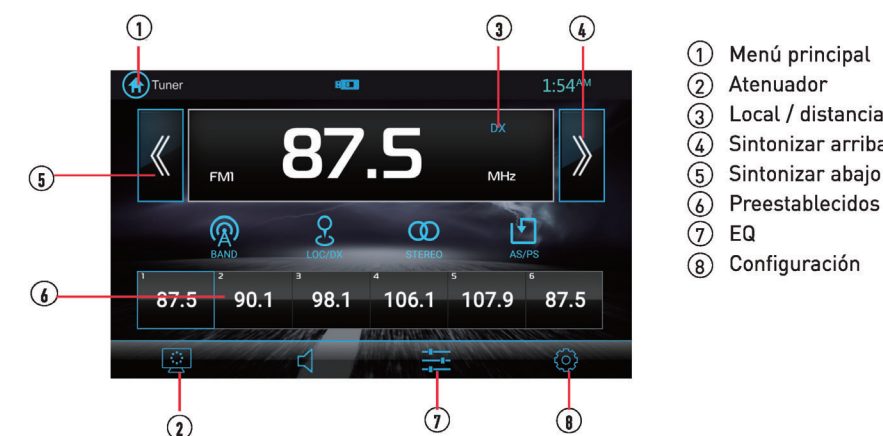 1 3 4
Tuner 1:54 AM
DX
87.5
FM1 MHz
5
BAND LOC/DX STEREO AS/PS
1 2 3 4 5 6
87.5 90.1 98.1 106.1 107.9 87.5
6
2 7 8
1 Menú principal
2 Atenuador
3 Local / distancia
4 Sintonizar arriba
5 Sintonizar abajo
6 Preestablecidos
7 EQ
8 Configuración